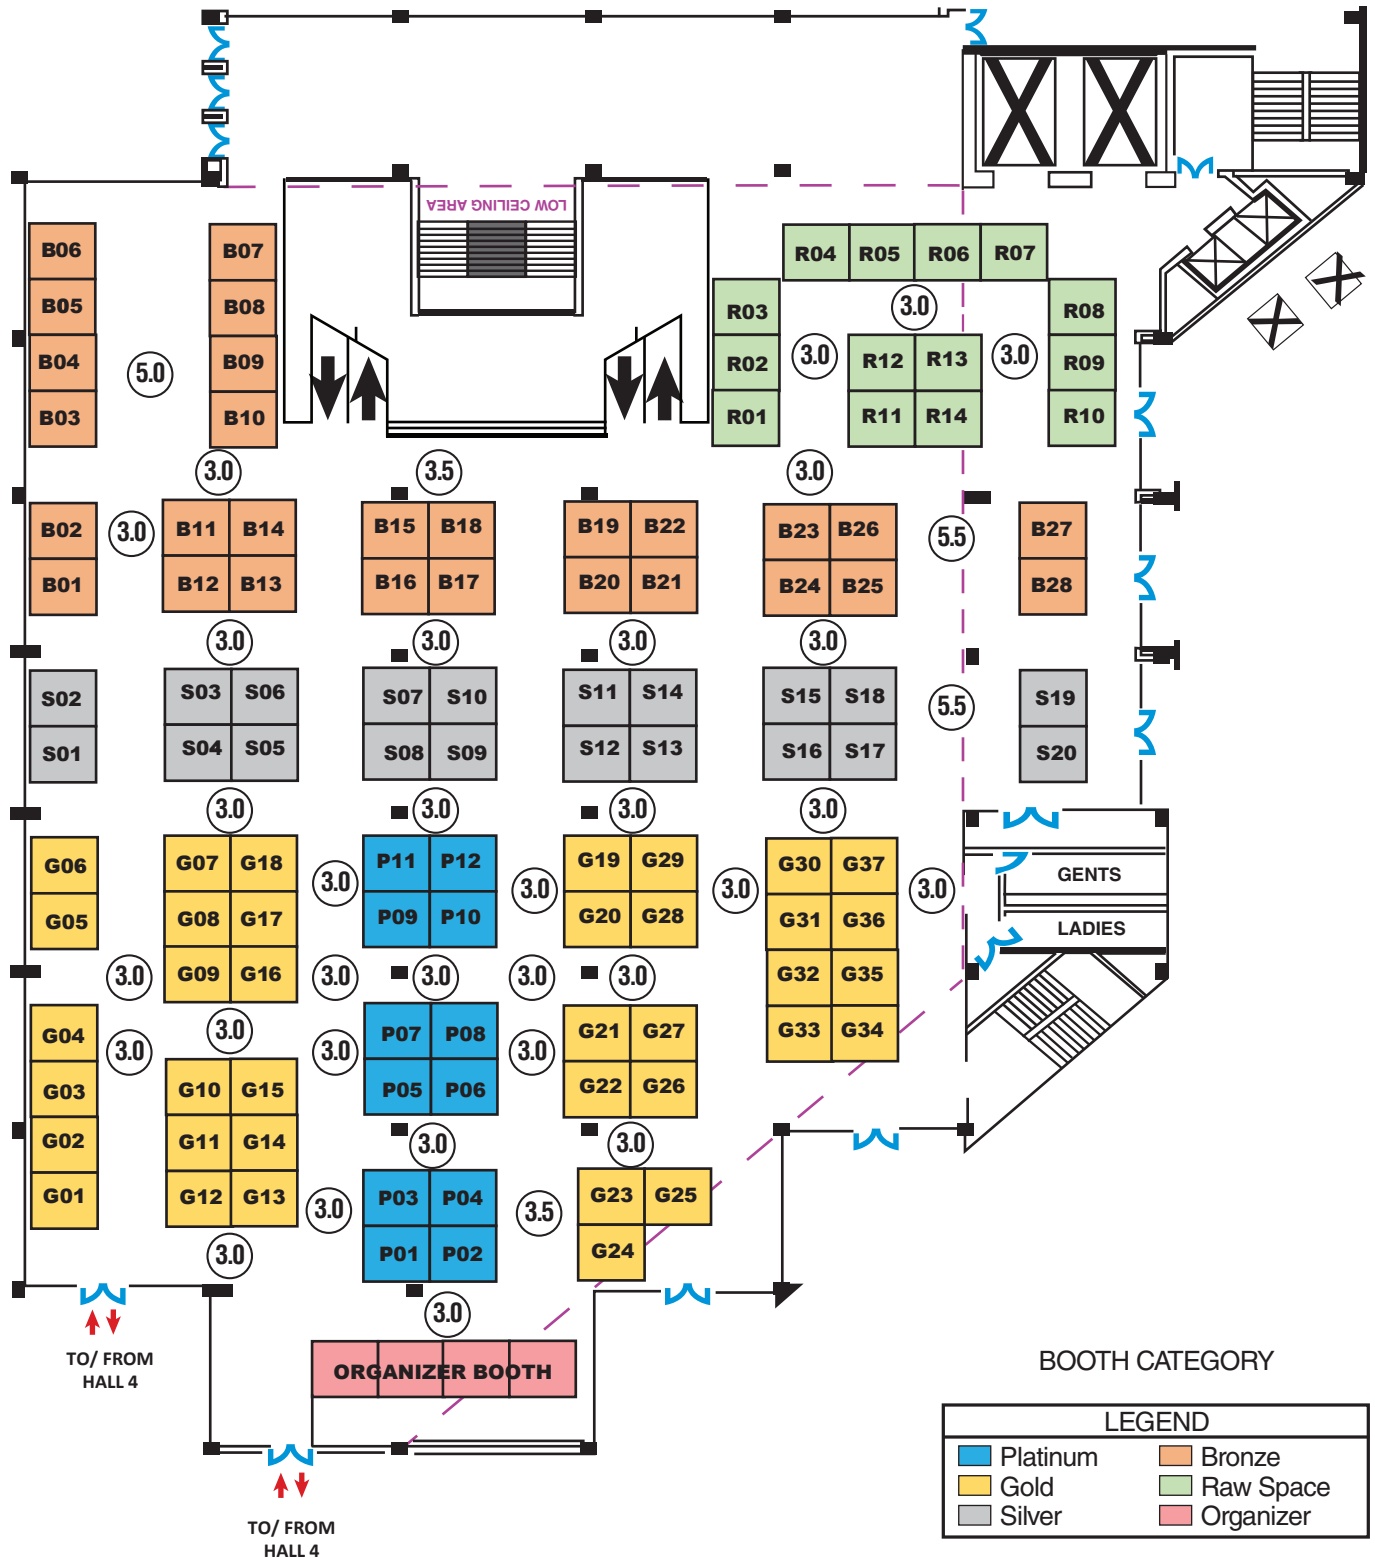 LOW CEILING AREA
B06 B07 R04 R05 R06 R07
B05 B08 R03 3.0 R08
B04 5.0 B09 R02 3.0 R12 R13 3.0 R09
B03 B10 R01 R11 R14 R10
3.0 3.5 3.0
B02 3.0 B11 B14 B15 B18 B19 B22 B23 B26 5.5 B27
B01 B12 B13 B16 B17 B20 B21 B24 B25 B28
3.0 3.0 3.0 3.0
S02 S03 S06 S07 S10 S11 S14 S15 S18 5.5 S19
S01 S04 S05 S08 S09 S12 S13 S16 S17 S20
3.0 3.0 3.0 3.0
G06 G07 G18 P11 P12 G19 G29 G30 G37 GENTS
3.0 3.0 3.0 3.0
G05 G08 G17 P09 P10 G20 G28 G31 G36 LADIES
3.0 G09 G16 3.0 3.0 3.0 3.0 G32 G35
G04 3.0 3.0 P07 P08 G21 G27 G33 G34
3.0 3.0 3.0
G03 G10 G15 P05 P06 G22 G26
G02 G11 G14 3.0 3.0
G01 G12 G13 3.0 P03 P04 3.5 G23 G25
3.0 P01 P02 G24
3.0
ORGANIZER BOOTH
TO/ FROM
HALL 4
TO/ FROM
HALL 4
BOOTH CATEGORY
LEGEND
Platinum Bronze
Gold Raw Space
Silver Organizer